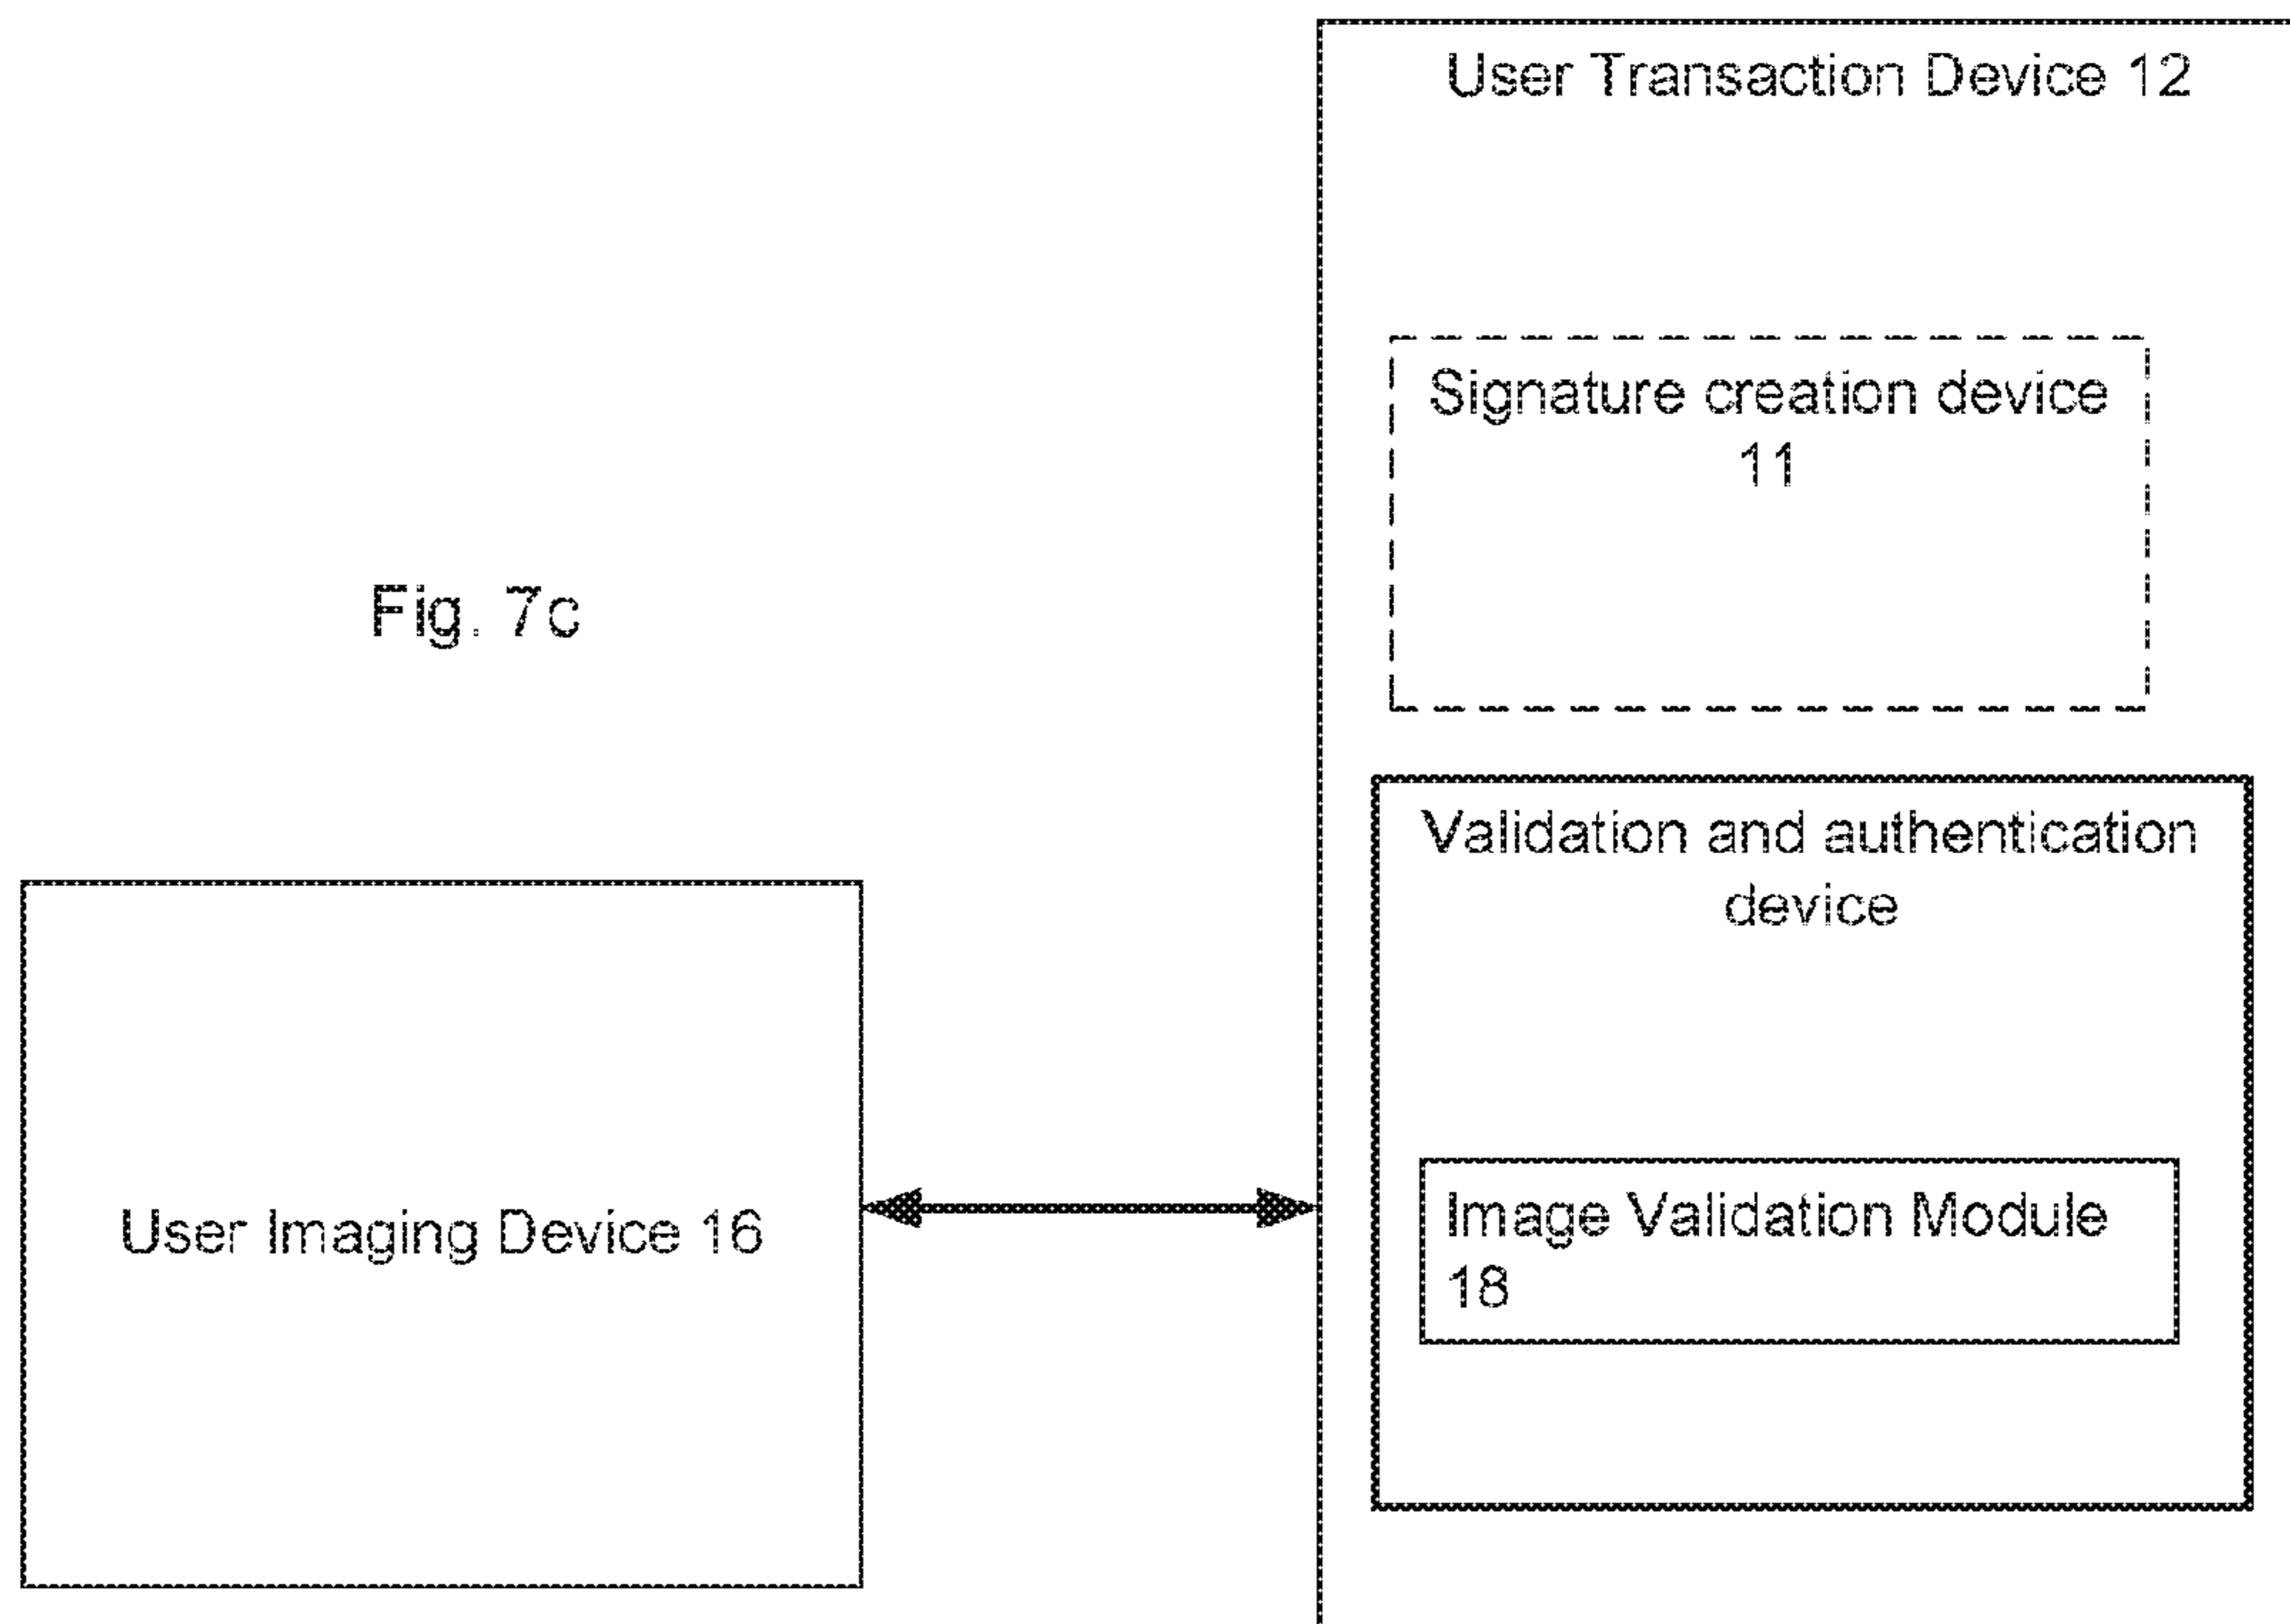 User Transaction Device 12
Signature creation device
11
Fig. 7c
Validation and authentication
device
User Imaging Device 16
Image Validation Module
18